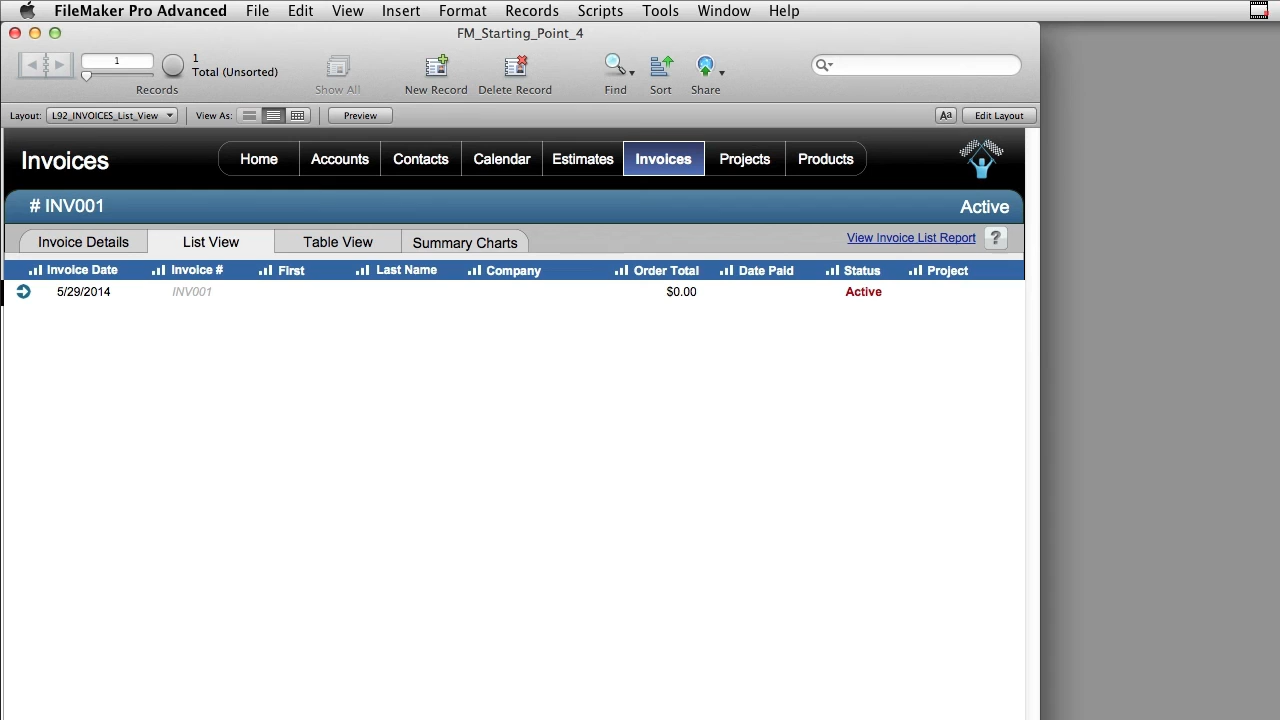 FileMaker Pro Advanced File Edit View Insert Format Records Scripts Tools Window Help
FM_Starting_Point_4
1
1
Total (Unsorted)
Records
Show All
New Record
Delete Record
Find
Sort
Share
Layout: L92_INVOICES_List_View View As: Preview Aa Edit Layout
Invoices
Home Accounts Contacts Calendar Estimates Invoices Projects Products
# INV001 Active
Invoice Details List View Table View Summary Charts View Invoice List Report ?
Invoice Date Invoice # First Last Name Company Order Total Date Paid Status Project
5/29/2014 INV001 $0.00 Active